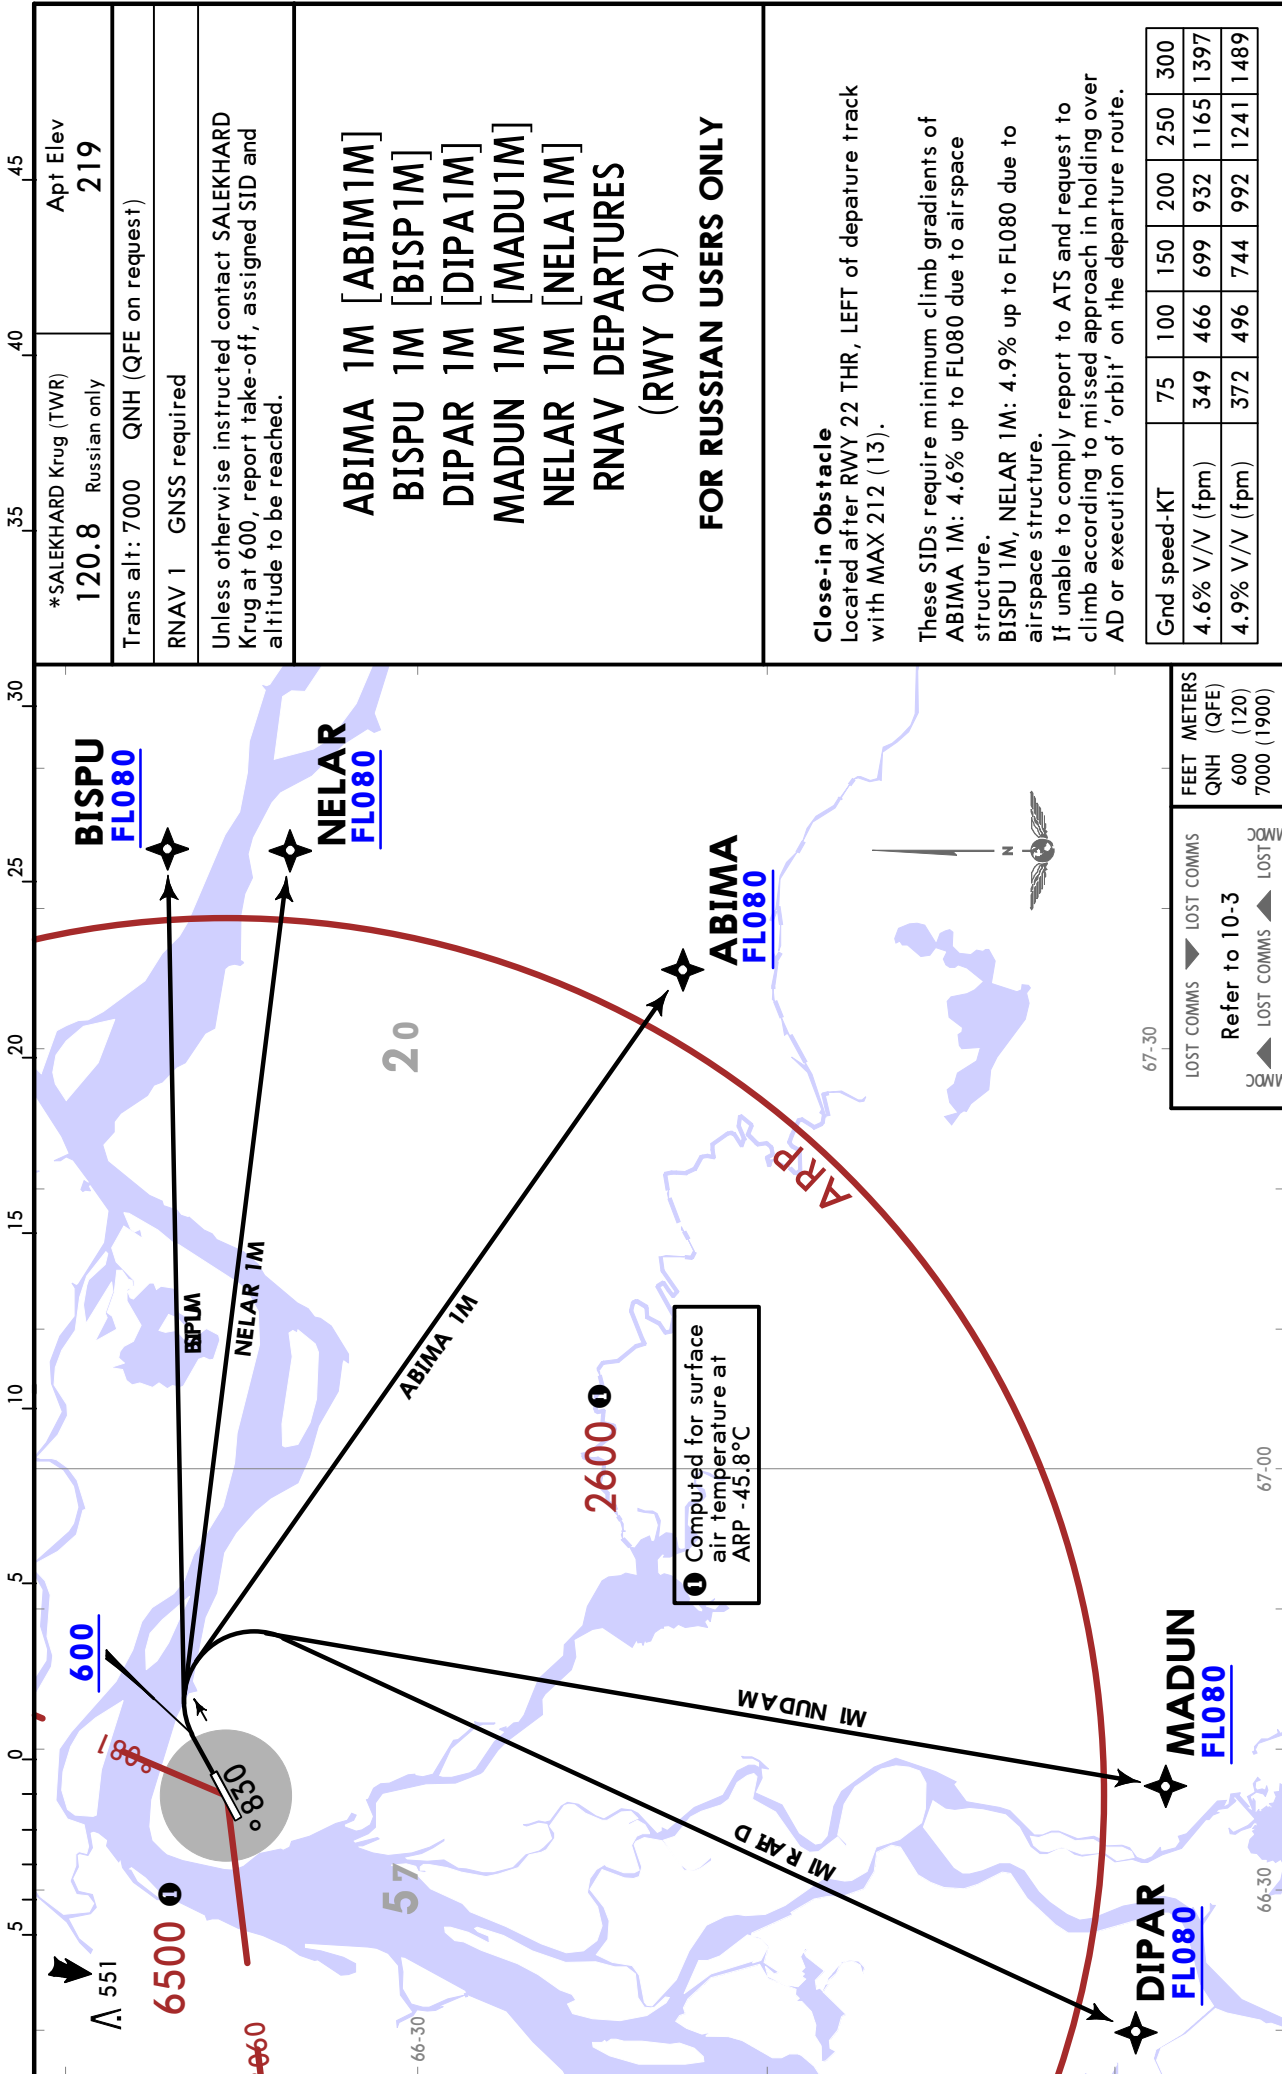 *SALEKHARD Krug (TWR)
120.8 Russian only
Apt Elev
219
Trans alt: 7000 QNH (QFE on request)
RNAV 1 GNSS required
Unless otherwise instructed contact SALEKHARD
Krug at 600, report take-off, assigned SID and
altitude to be reached.
ABIMA 1M [ABIM1M]
BISPU 1M [BISP1M]
DIPAR 1M [DIPA1M]
MADUN 1M [MADU1M]
NELAR 1M [NELA1M]
RNAV DEPARTURES
(RWY 04)
FOR RUSSIAN USERS ONLY
Close-in Obstacle
Located after RWY 22 THR, LEFT of depature track
with MAX 212 (13).
These SIDs require minimum climb gradients of
ABIMA 1M: 4.6% up to FL080 due to airspace
structure.
BISPU 1M, NELAR 1M: 4.9% up to FL080 due to
airspace structure.
If unable to comply report to ATS and request to
climb according to missed approach in holding over
AD or execution of 'orbit' on the departure route.
Gnd speed-KT 75 100 150 200 250 300
4.6% V/V (fpm) 349 466 699 932 1165 1397
4.9% V/V (fpm) 372 496 744 992 1241 1489
5 0 5 10 15 20 25 30 35 40 45
BISPU
FL080
NELAR
FL080
ABIMA
FL080
MADUN
FL080
DIPAR
FL080
600
NELAR 1M
ABIMA 1M
MADUN 1M
081°
830°
060
551
6500 1
2600 1
20
57
ARP
N
1 Computed for surface
air temperature at
ARP -45.8°C
66-30
67-30
67-00
66-30
LOST COMMS LOST COMMS
Refer to 10-3
LOST COMMS LOST
FEET METERS
QNH (QFE)
600 (120)
7000 (1900)